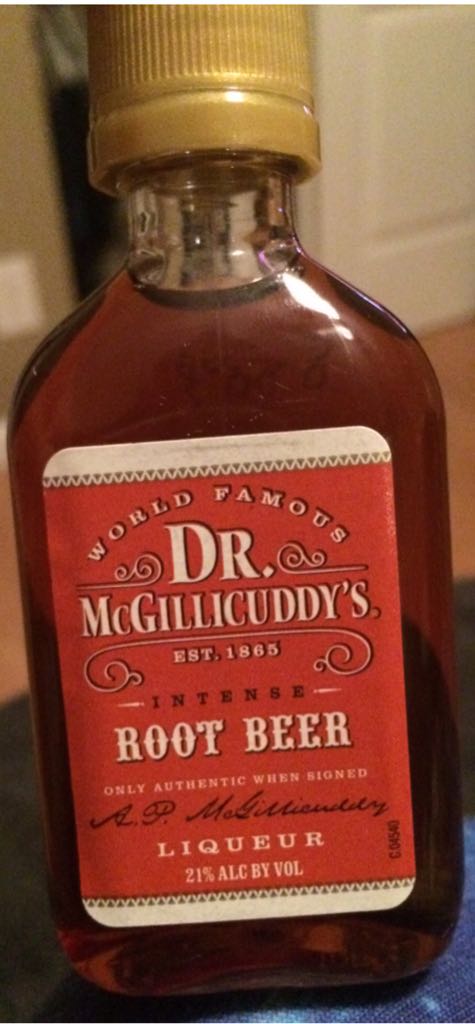 WORLD FAMOUS
DR.
McGILLICUDDY'S
EST. 1865
INTENSE
ROOT BEER
ONLY AUTHENTIC WHEN SIGNED
A.P. McGillicuddy
LIQUEUR
21% ALC BY VOL
C.04540